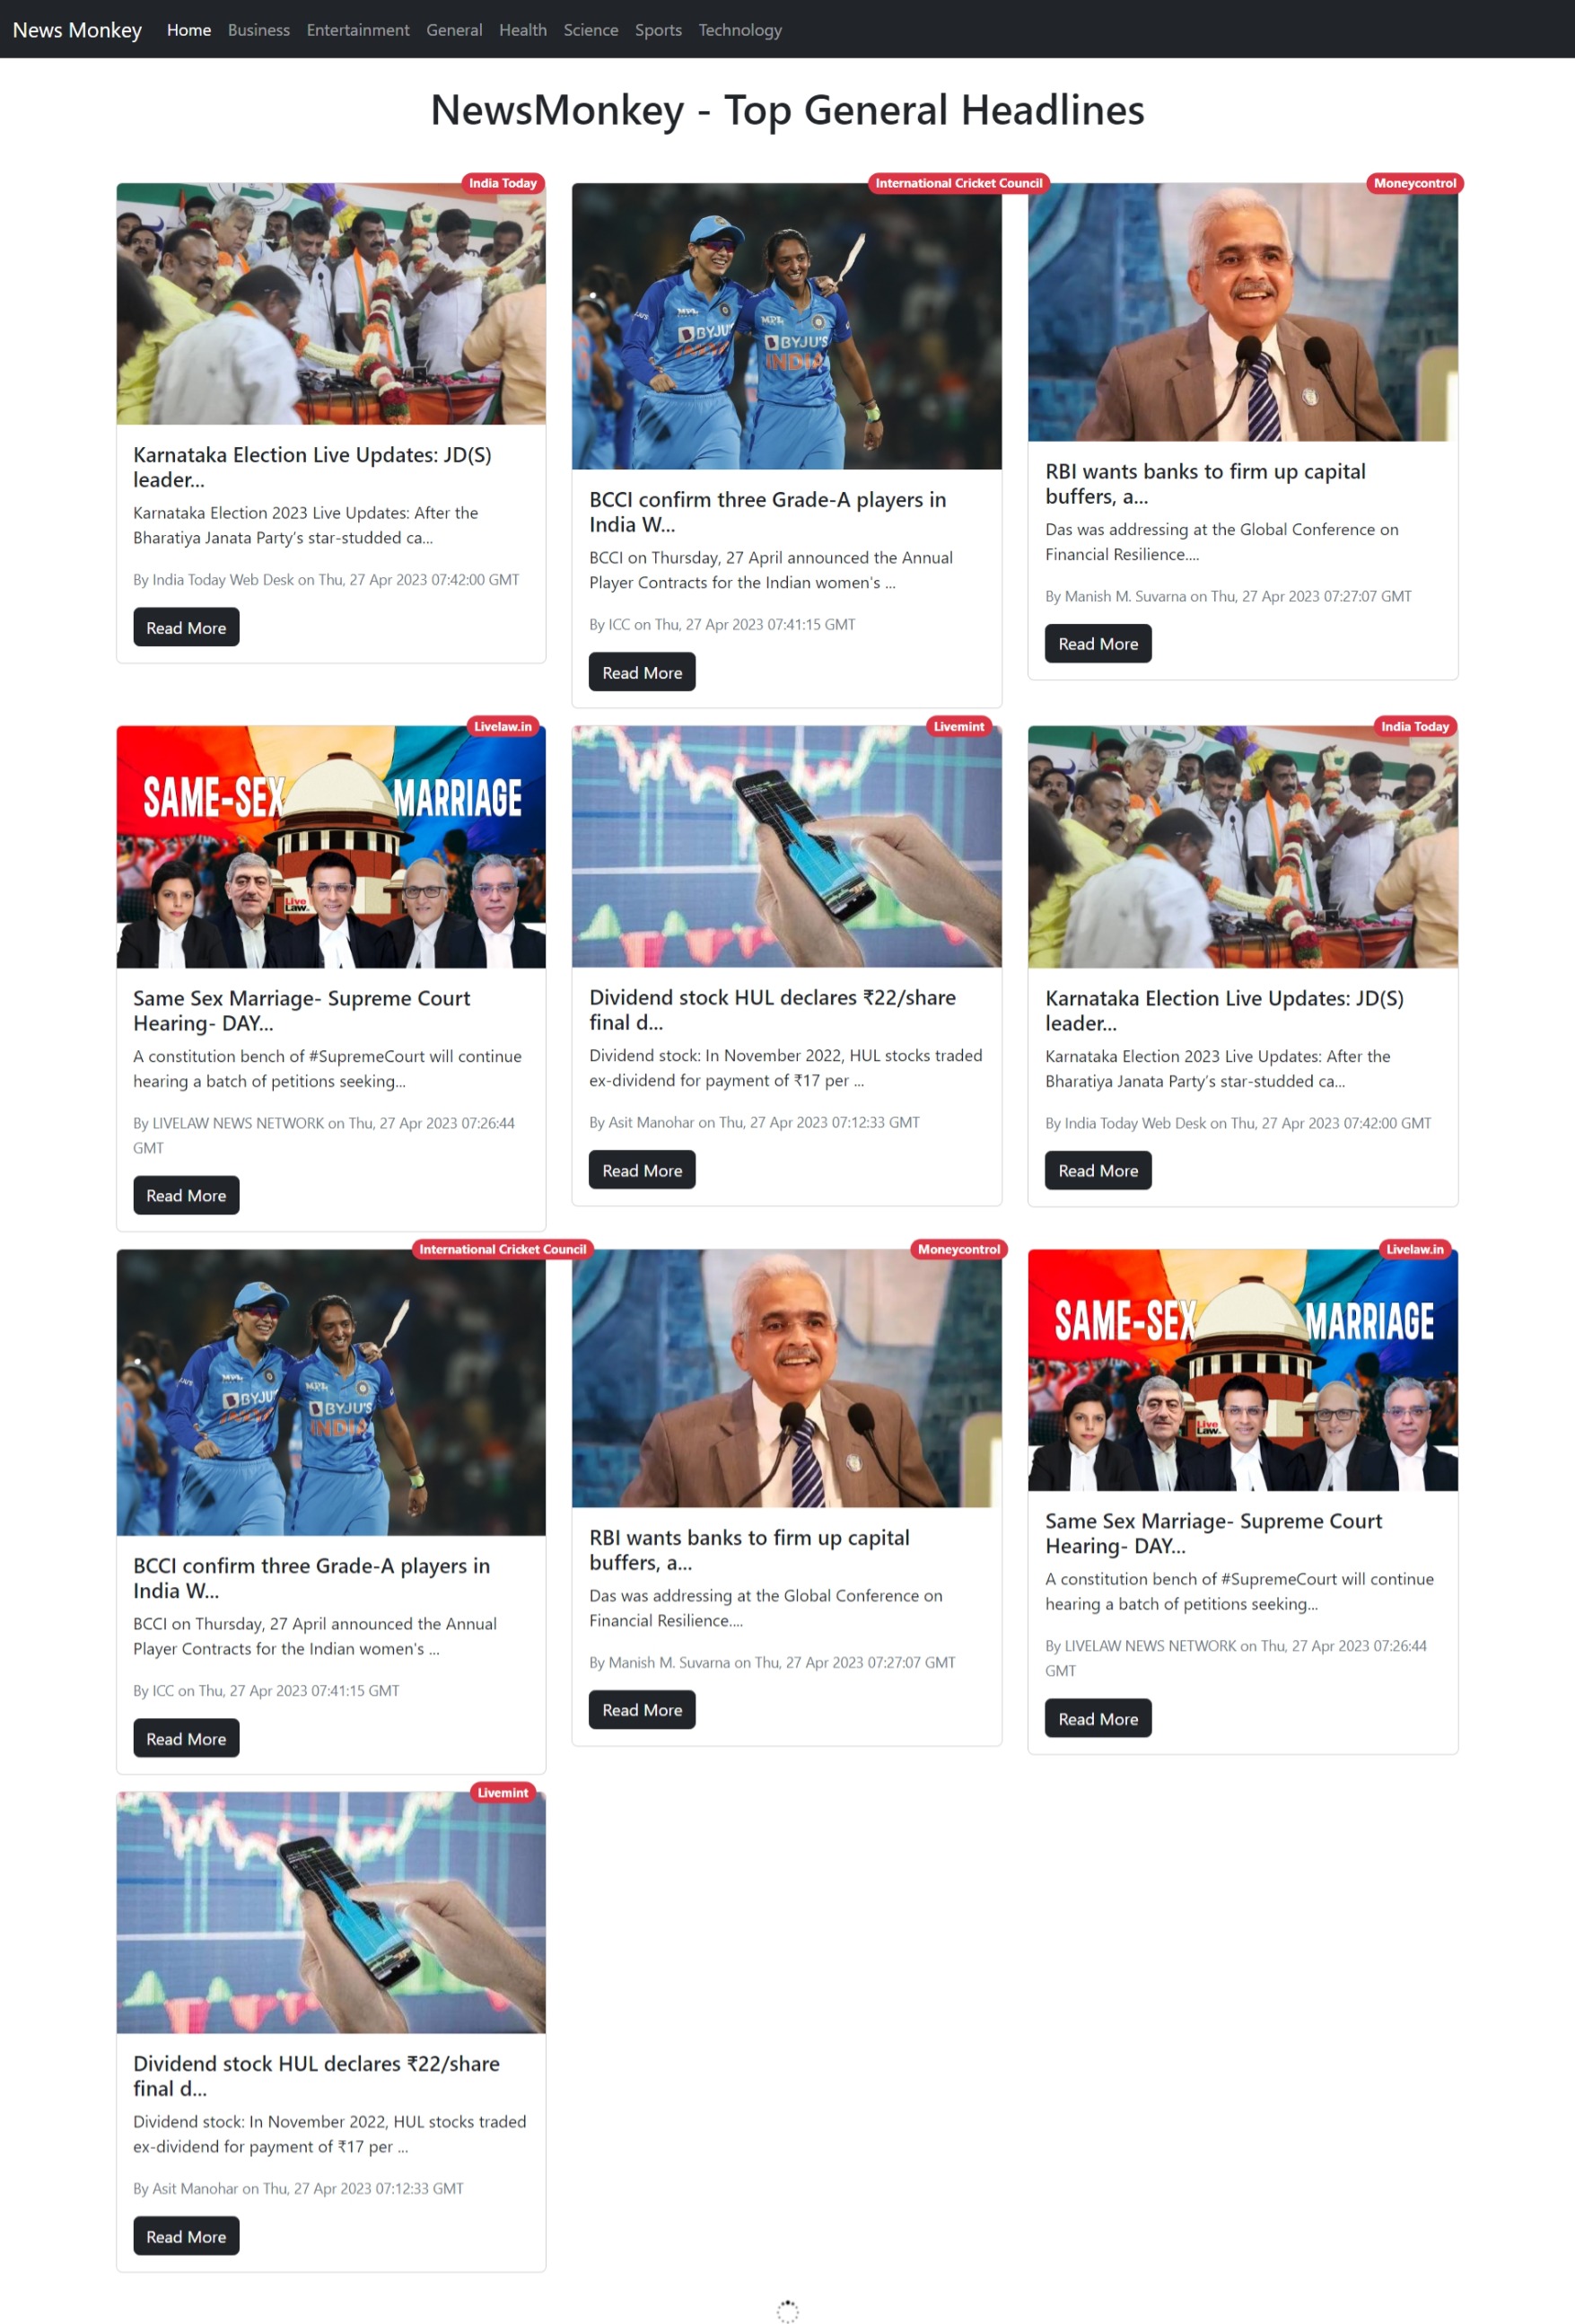 News Monkey Home Business Entertainment General Health Science Sports Technology
NewsMonkey - Top General Headlines
India Today
Karnataka Election Live Updates: JD(S)
leader...
Karnataka Election 2023 Live Updates: After the
Bharatiya Janata Party’s star-studded ca...
By India Today Web Desk on Thu, 27 Apr 2023 07:42:00 GMT
Read More
International Cricket Council
MPL
BYJU
INDIA
MPL
BYJU'S
INDIA
BCCI confirm three Grade-A players in
India W...
BCCI on Thursday, 27 April announced the Annual
Player Contracts for the Indian women's ...
By ICC on Thu, 27 Apr 2023 07:41:15 GMT
Read More
Moneycontrol
RBI wants banks to firm up capital
buffers, a...
Das was addressing at the Global Conference on
Financial Resilience....
By Manish M. Suvarna on Thu, 27 Apr 2023 07:27:07 GMT
Read More
Livelaw.in
SAME-SEX MARRIAGE
Live
Law.
Same Sex Marriage- Supreme Court
Hearing- DAY...
A constitution bench of #SupremeCourt will continue
hearing a batch of petitions seeking...
By LIVELAW NEWS NETWORK on Thu, 27 Apr 2023 07:26:44
GMT
Read More
Livemint
Dividend stock HUL declares ₹22/share
final d...
Dividend stock: In November 2022, HUL stocks traded
ex-dividend for payment of ₹17 per ...
By Asit Manohar on Thu, 27 Apr 2023 07:12:33 GMT
Read More
India Today
Karnataka Election Live Updates: JD(S)
leader...
Karnataka Election 2023 Live Updates: After the
Bharatiya Janata Party’s star-studded ca...
By India Today Web Desk on Thu, 27 Apr 2023 07:42:00 GMT
Read More
International Cricket Council
MPL
BYJU
INDIA
MPL
BYJU'S
INDIA
BCCI confirm three Grade-A players in
India W...
BCCI on Thursday, 27 April announced the Annual
Player Contracts for the Indian women's ...
By ICC on Thu, 27 Apr 2023 07:41:15 GMT
Read More
Moneycontrol
RBI wants banks to firm up capital
buffers, a...
Das was addressing at the Global Conference on
Financial Resilience....
By Manish M. Suvarna on Thu, 27 Apr 2023 07:27:07 GMT
Read More
Livelaw.in
SAME-SEX MARRIAGE
Live
Law.
Same Sex Marriage- Supreme Court
Hearing- DAY...
A constitution bench of #SupremeCourt will continue
hearing a batch of petitions seeking...
By LIVELAW NEWS NETWORK on Thu, 27 Apr 2023 07:26:44
GMT
Read More
Livemint
Dividend stock HUL declares ₹22/share
final d...
Dividend stock: In November 2022, HUL stocks traded
ex-dividend for payment of ₹17 per ...
By Asit Manohar on Thu, 27 Apr 2023 07:12:33 GMT
Read More